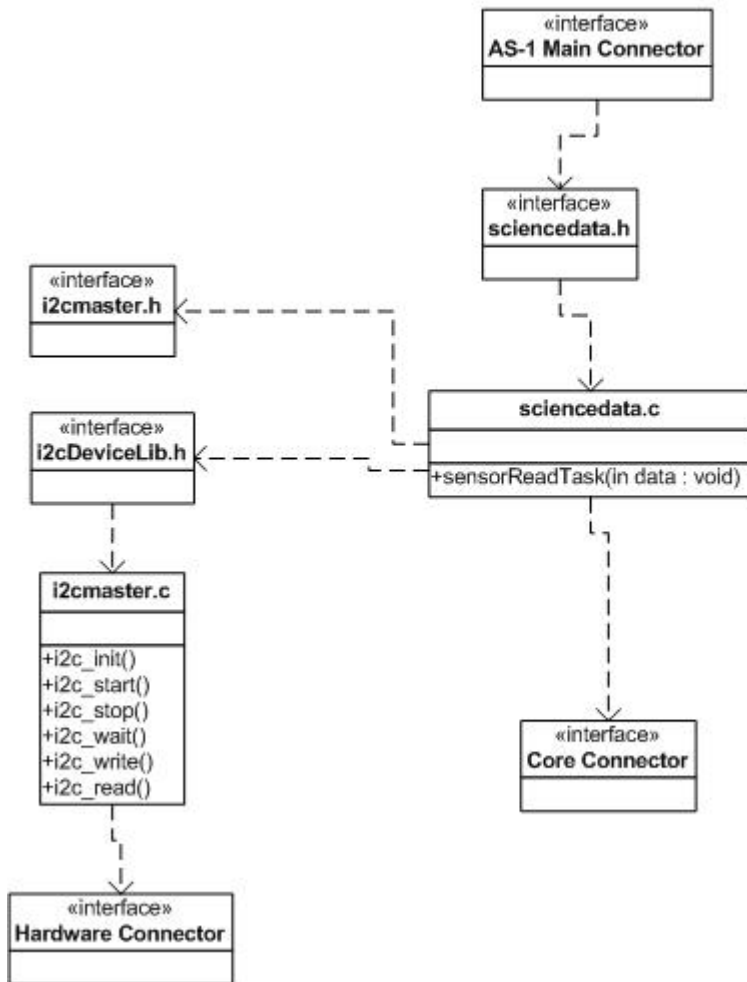 «interface»
AS-1 Main Connector
«interface»
sciencedata.h
«interface»
i2cmaster.h
sciencedata.c
+sensorReadTask(in data : void)
«interface»
i2cDeviceLib.h
i2cmaster.c
+i2c_init()
+i2c_start()
+i2c_stop()
+i2c_wait()
+i2c_write()
+i2c_read()
«interface»
Core Connector
«interface»
Hardware Connector